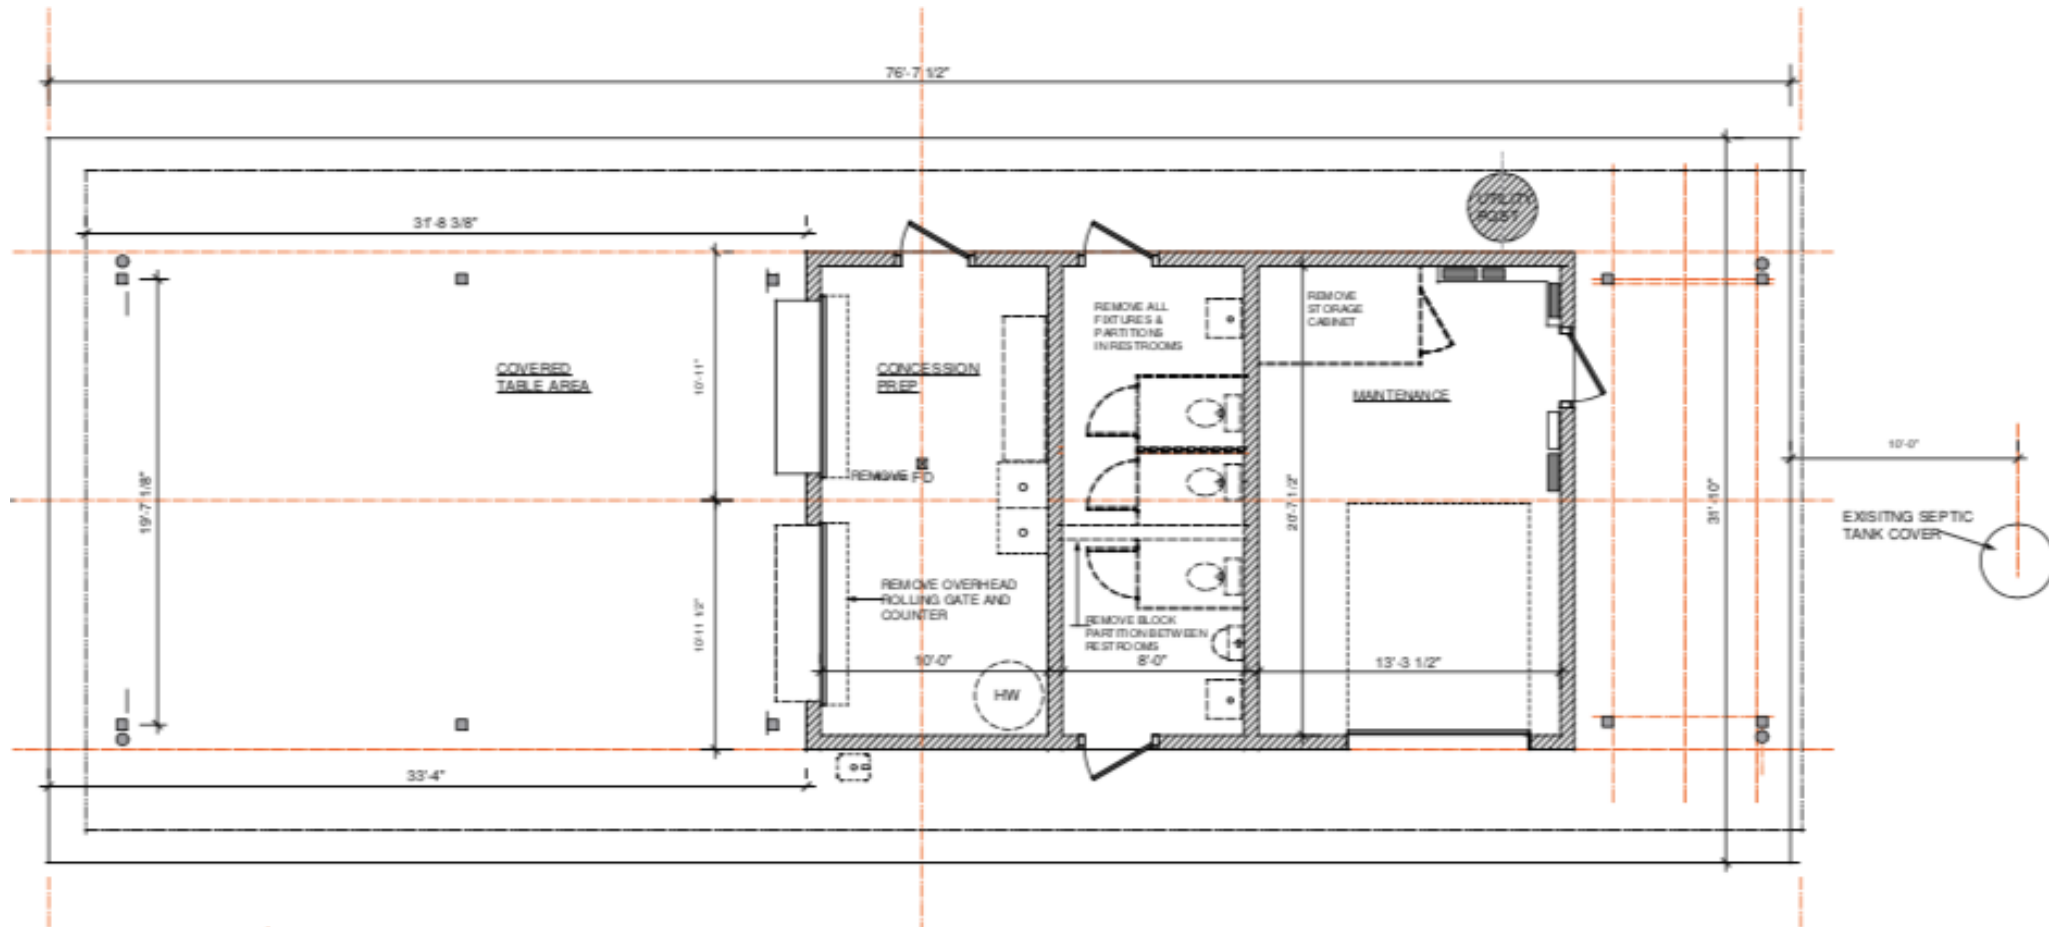 76'-7 1/2"
31'-8 3/8"
UTILITY
POST
REMOVE ALL
FIXTURES &
PARTITIONS
IN RESTROOMS
REMOVE
STORAGE
CABINET
COVERED
TABLE AREA
10'-11"
CONCESSION
PREP
MAINTENANCE
10'-0"
REMOVE FD
19'-7 1/8"
20'-7 1/2"
31'-10"
EXISITNG SEPTIC
TANK COVER
REMOVE OVERHEAD
ROLLING GATE AND
COUNTER
10'-11 1/2"
REMOVE BLOCK
PARTITION BETWEEN
RESTROOMS
10'-0"
8'-0"
13'-3 1/2"
HW
33'-4"